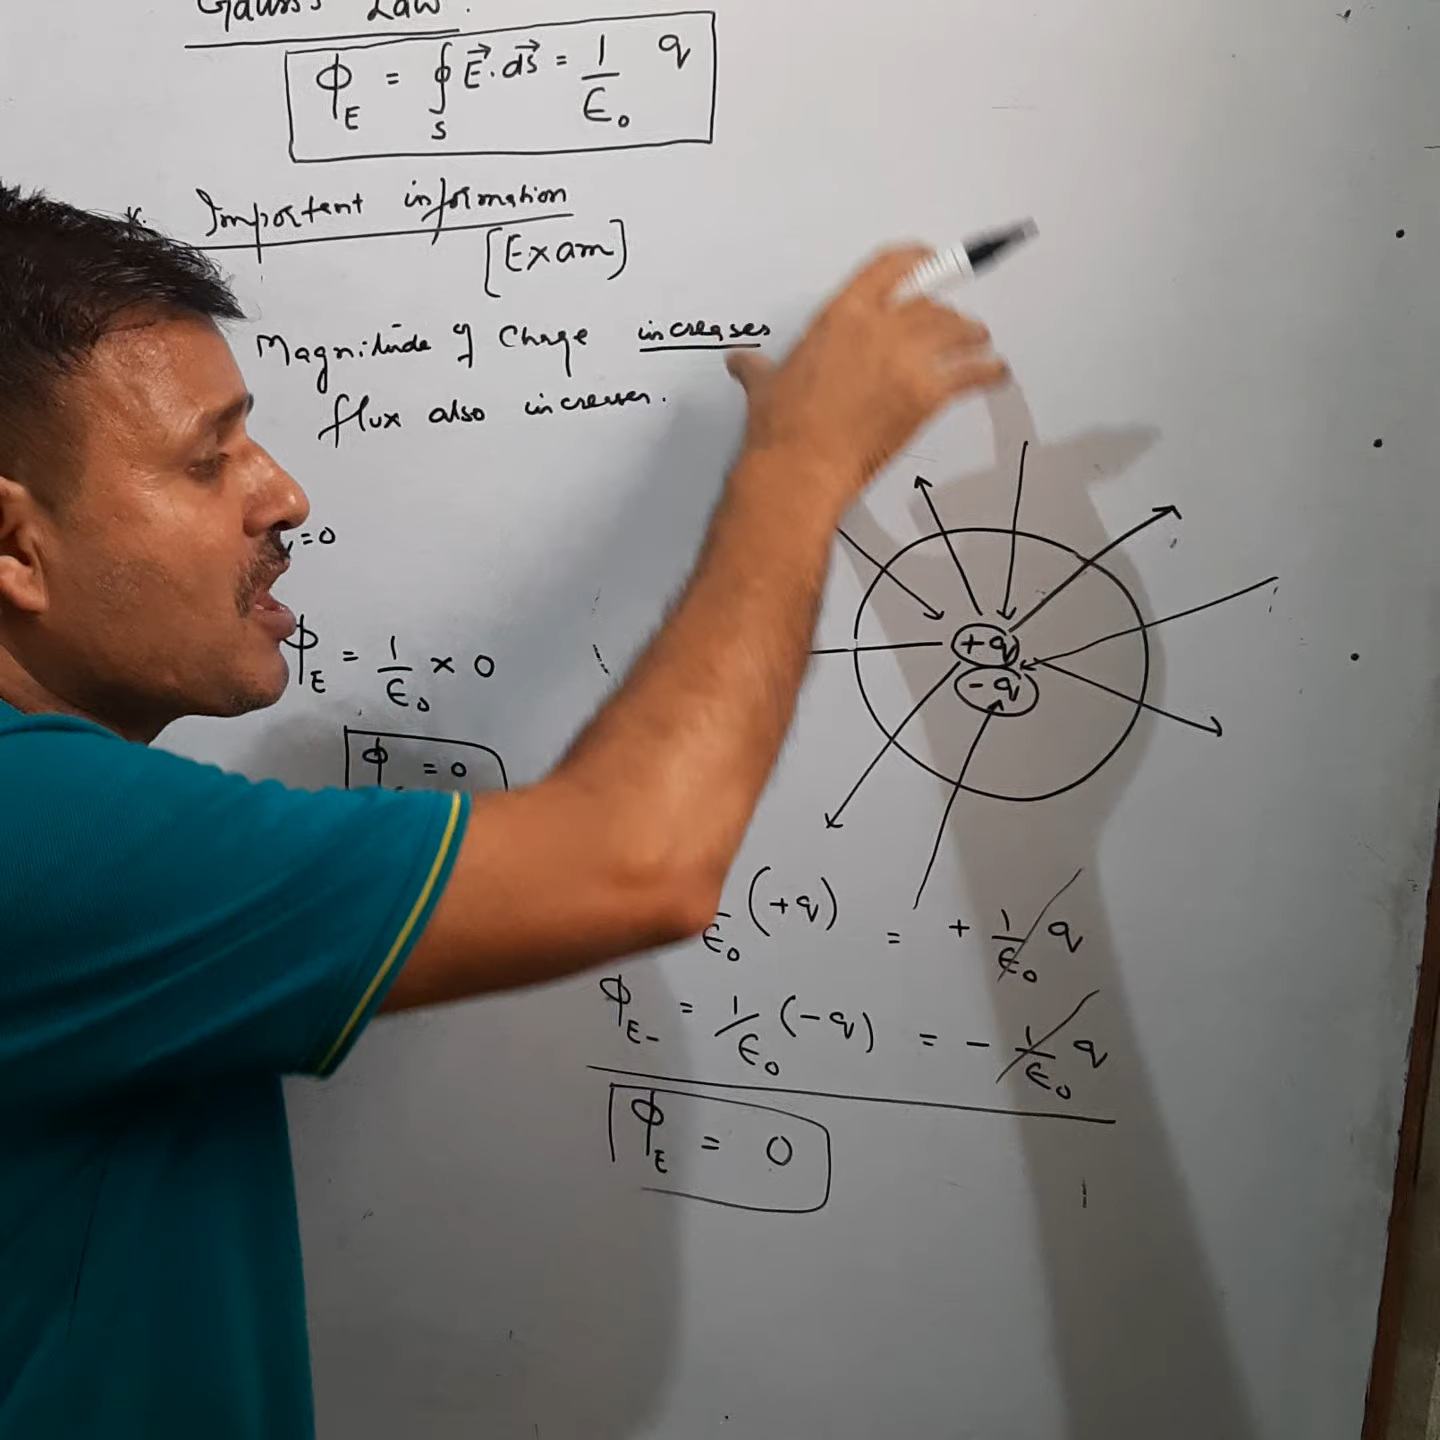 Gauss's Law.
ϕE = ∮S E⃗.dS⃗ = 1/ϵ0 q
*. Important information
[Exam]
Magnitude of Charge increases
flux also increases.
=0
ϕE = 1/ϵ0 × 0
ϕ = 0
+q
-q
ϵ0 (+q) = + 1/ϵ0 q
ϕE- = 1/ϵ0 (-q) = - 1/ϵ0 q
ϕE = 0